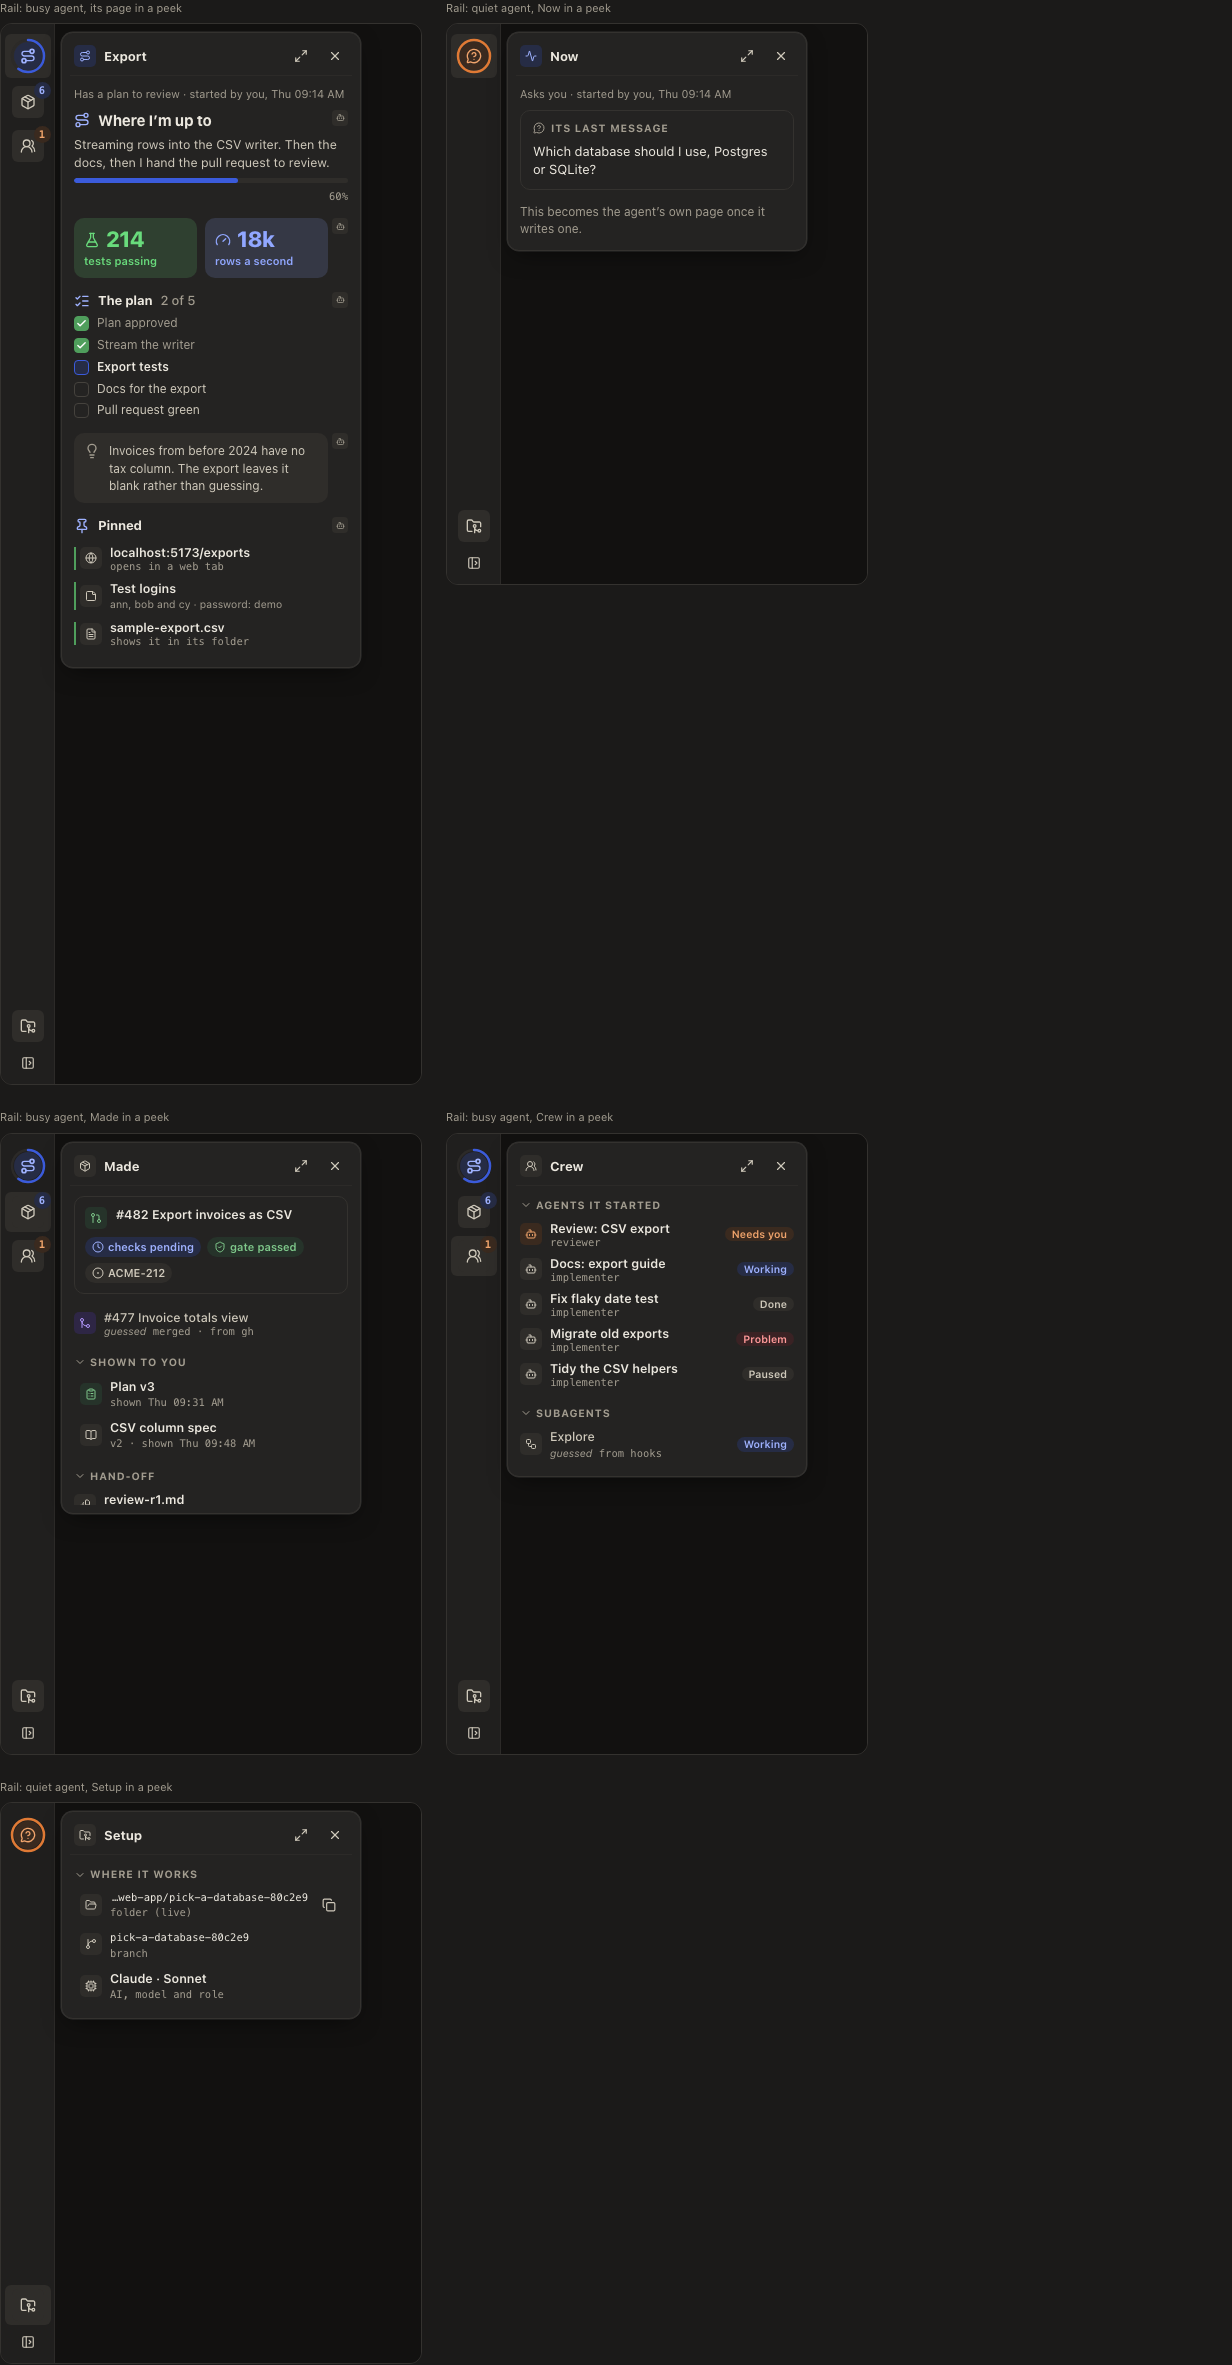 Rail: busy agent, its page in a peek
6
1
Export
Has a plan to review · started by you, Thu 09:14 AM
Where I'm up to
Streaming rows into the CSV writer. Then the
docs, then I hand the pull request to review.
60%
214
tests passing
18k
rows a second
The plan 2 of 5
Plan approved
Stream the writer
Export tests
Docs for the export
Pull request green
Invoices from before 2024 have no
tax column. The export leaves it
blank rather than guessing.
Pinned
localhost:5173/exports
opens in a web tab
Test logins
ann, bob and cy · password: demo
sample-export.csv
shows it in its folder
Rail: quiet agent, Now in a peek
Now
Asks you · started by you, Thu 09:14 AM
ITS LAST MESSAGE
Which database should I use, Postgres
or SQLite?
This becomes the agent's own page once it
writes one.
Rail: busy agent, Made in a peek
6
1
Made
#482 Export invoices as CSV
checks pending
gate passed
ACME-212
#477 Invoice totals view
guessed merged · from gh
SHOWN TO YOU
Plan v3
shown Thu 09:31 AM
CSV column spec
v2 · shown Thu 09:48 AM
HAND-OFF
review-r1.md
Rail: busy agent, Crew in a peek
6
1
Crew
AGENTS IT STARTED
Review: CSV export
reviewer
Needs you
Docs: export guide
implementer
Working
Fix flaky date test
implementer
Done
Migrate old exports
implementer
Problem
Tidy the CSV helpers
implementer
Paused
SUBAGENTS
Explore
guessed from hooks
Working
Rail: quiet agent, Setup in a peek
Setup
WHERE IT WORKS
…web-app/pick-a-database-80c2e9
folder (live)
pick-a-database-80c2e9
branch
Claude · Sonnet
AI, model and role